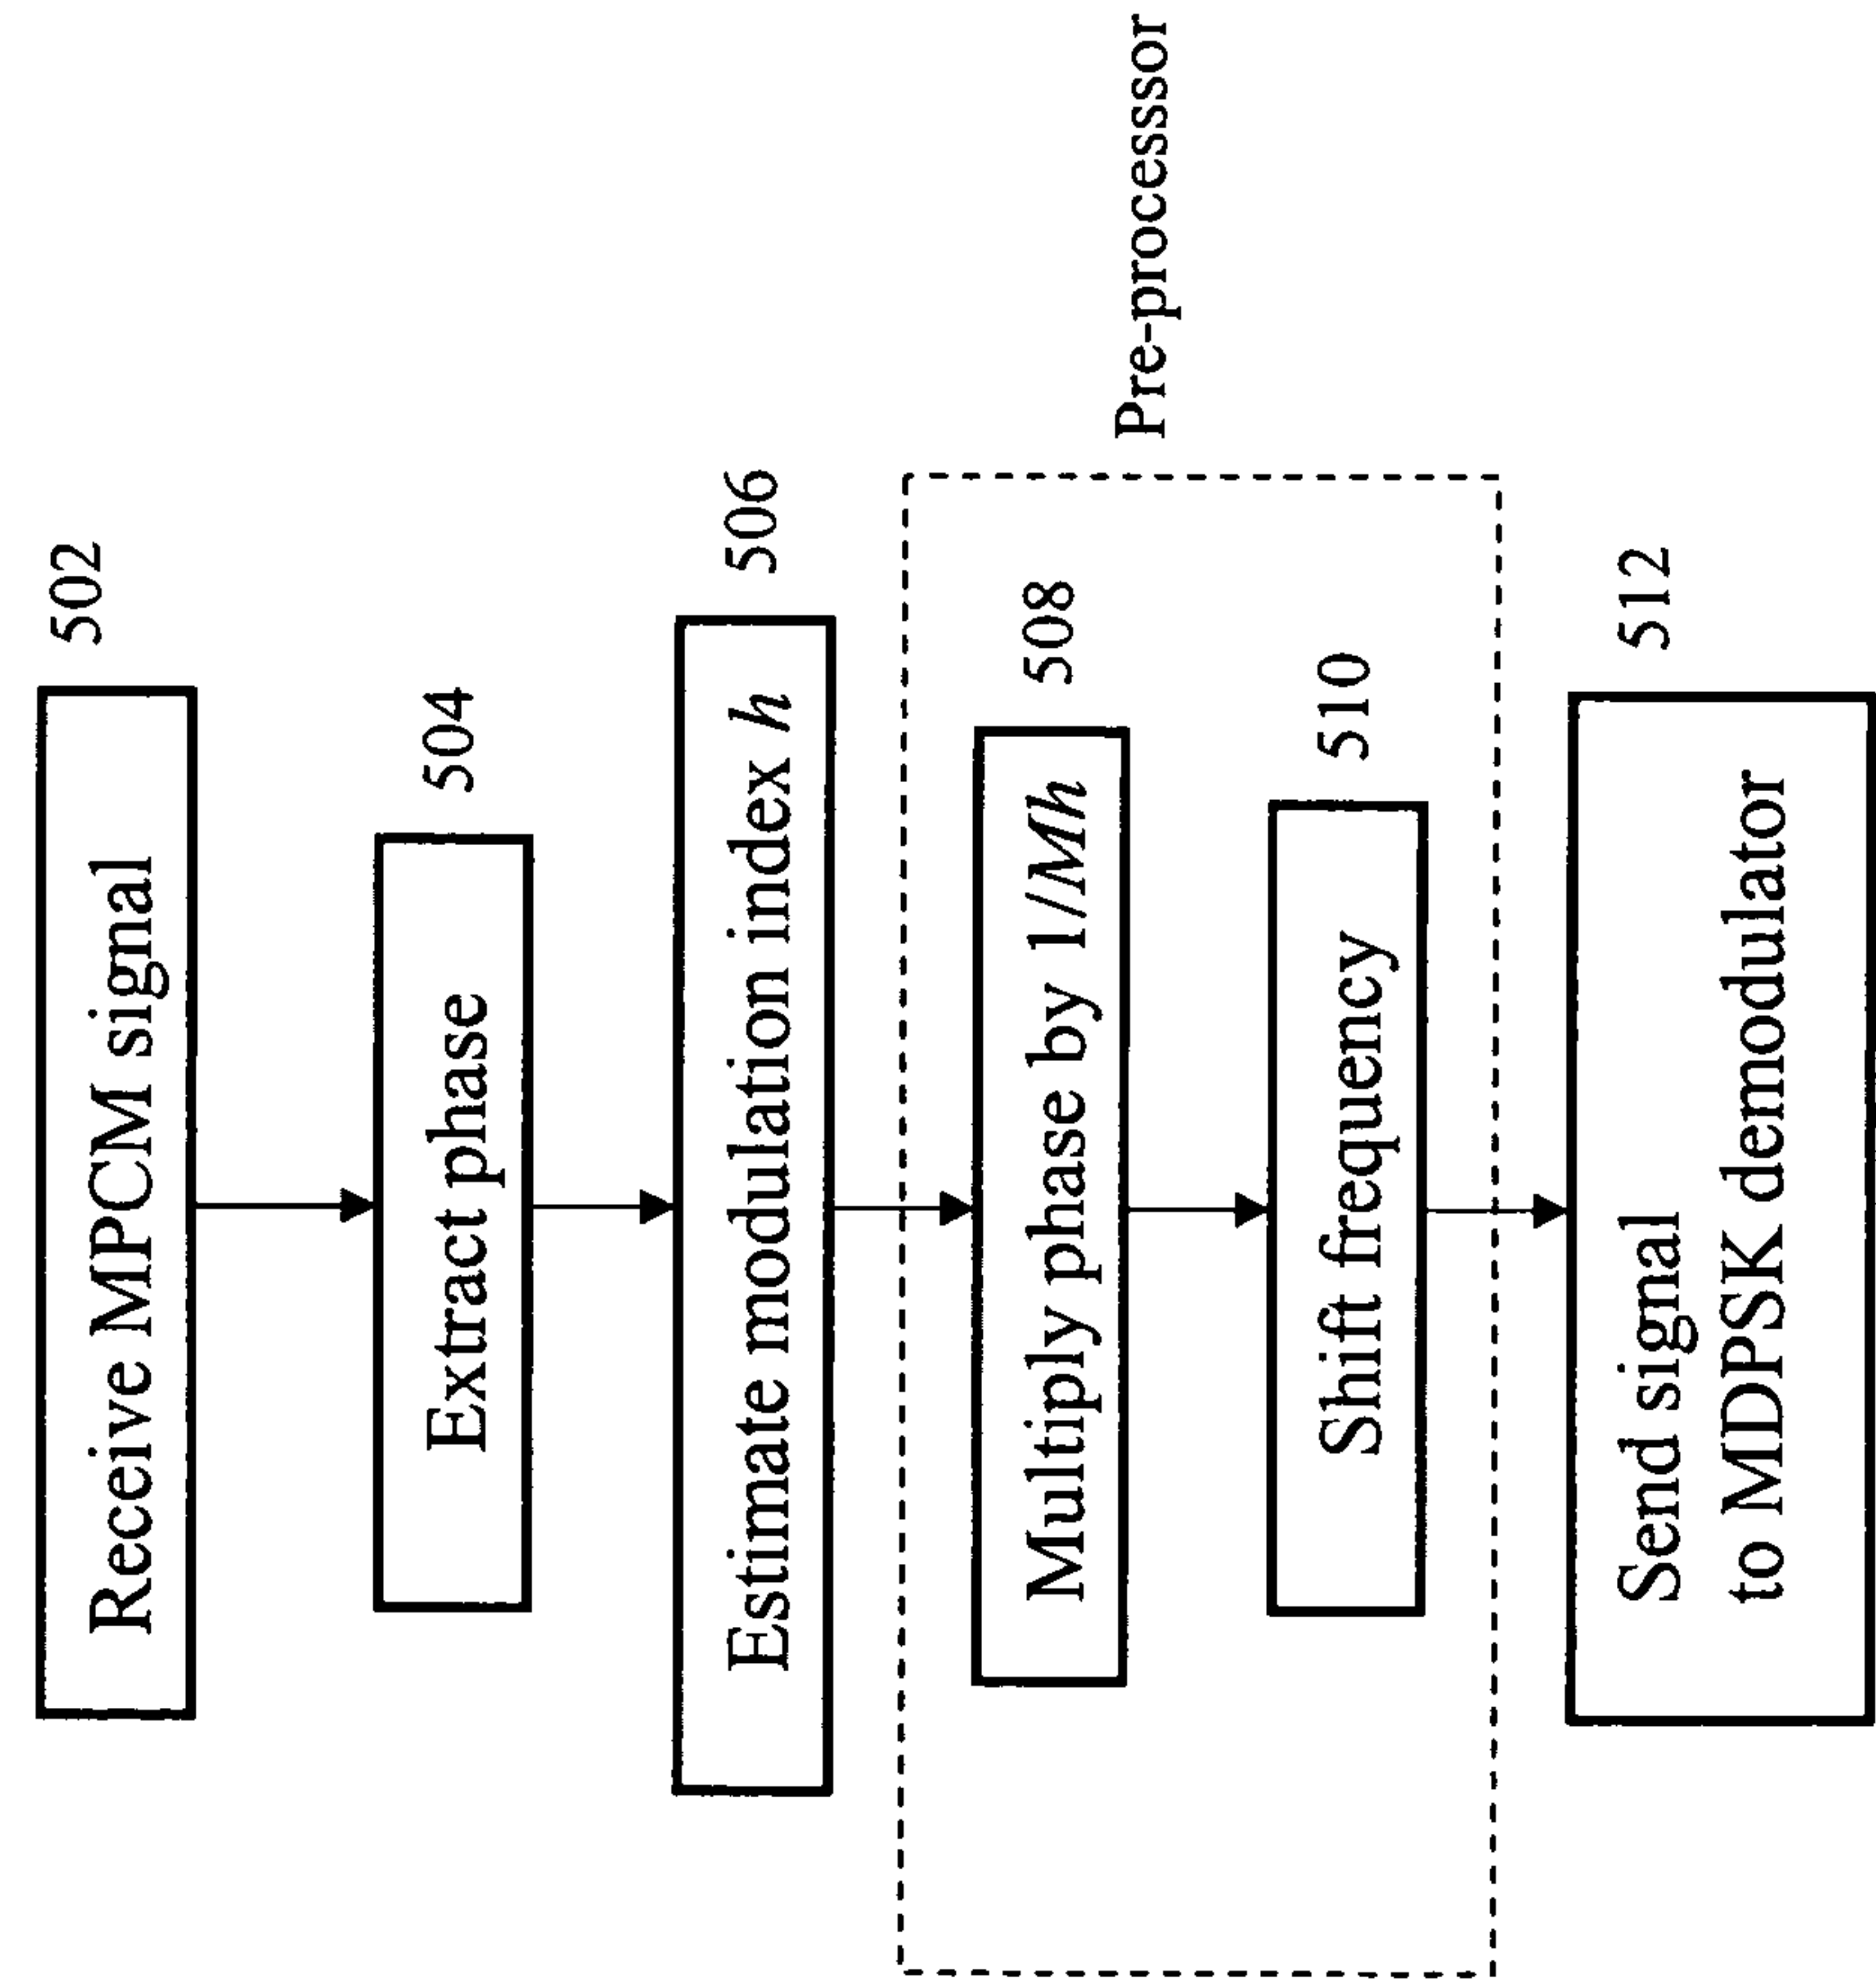 Receive MPCM signal
502
Extract phase
504
Estimate modulation index h
506
Pre-processor
Multiply phase by 1/Mh
508
Shift frequency
510
Send signal
to MDPSK demodulator
512